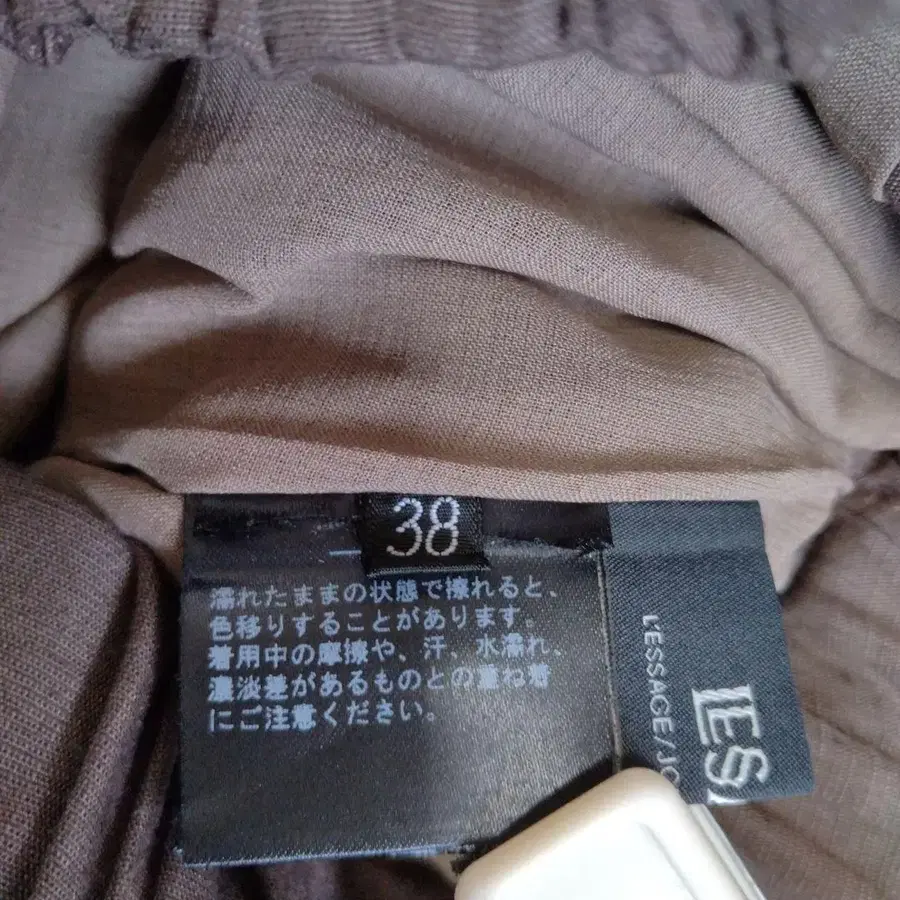 38
濡れたままの状態で擦れると、
色移りすることがあります。
着用中の摩擦や、汗、水濡れ、
濃淡差があるものとの重ね着
にご注意ください。
L'ESSAGE/JO
LESS